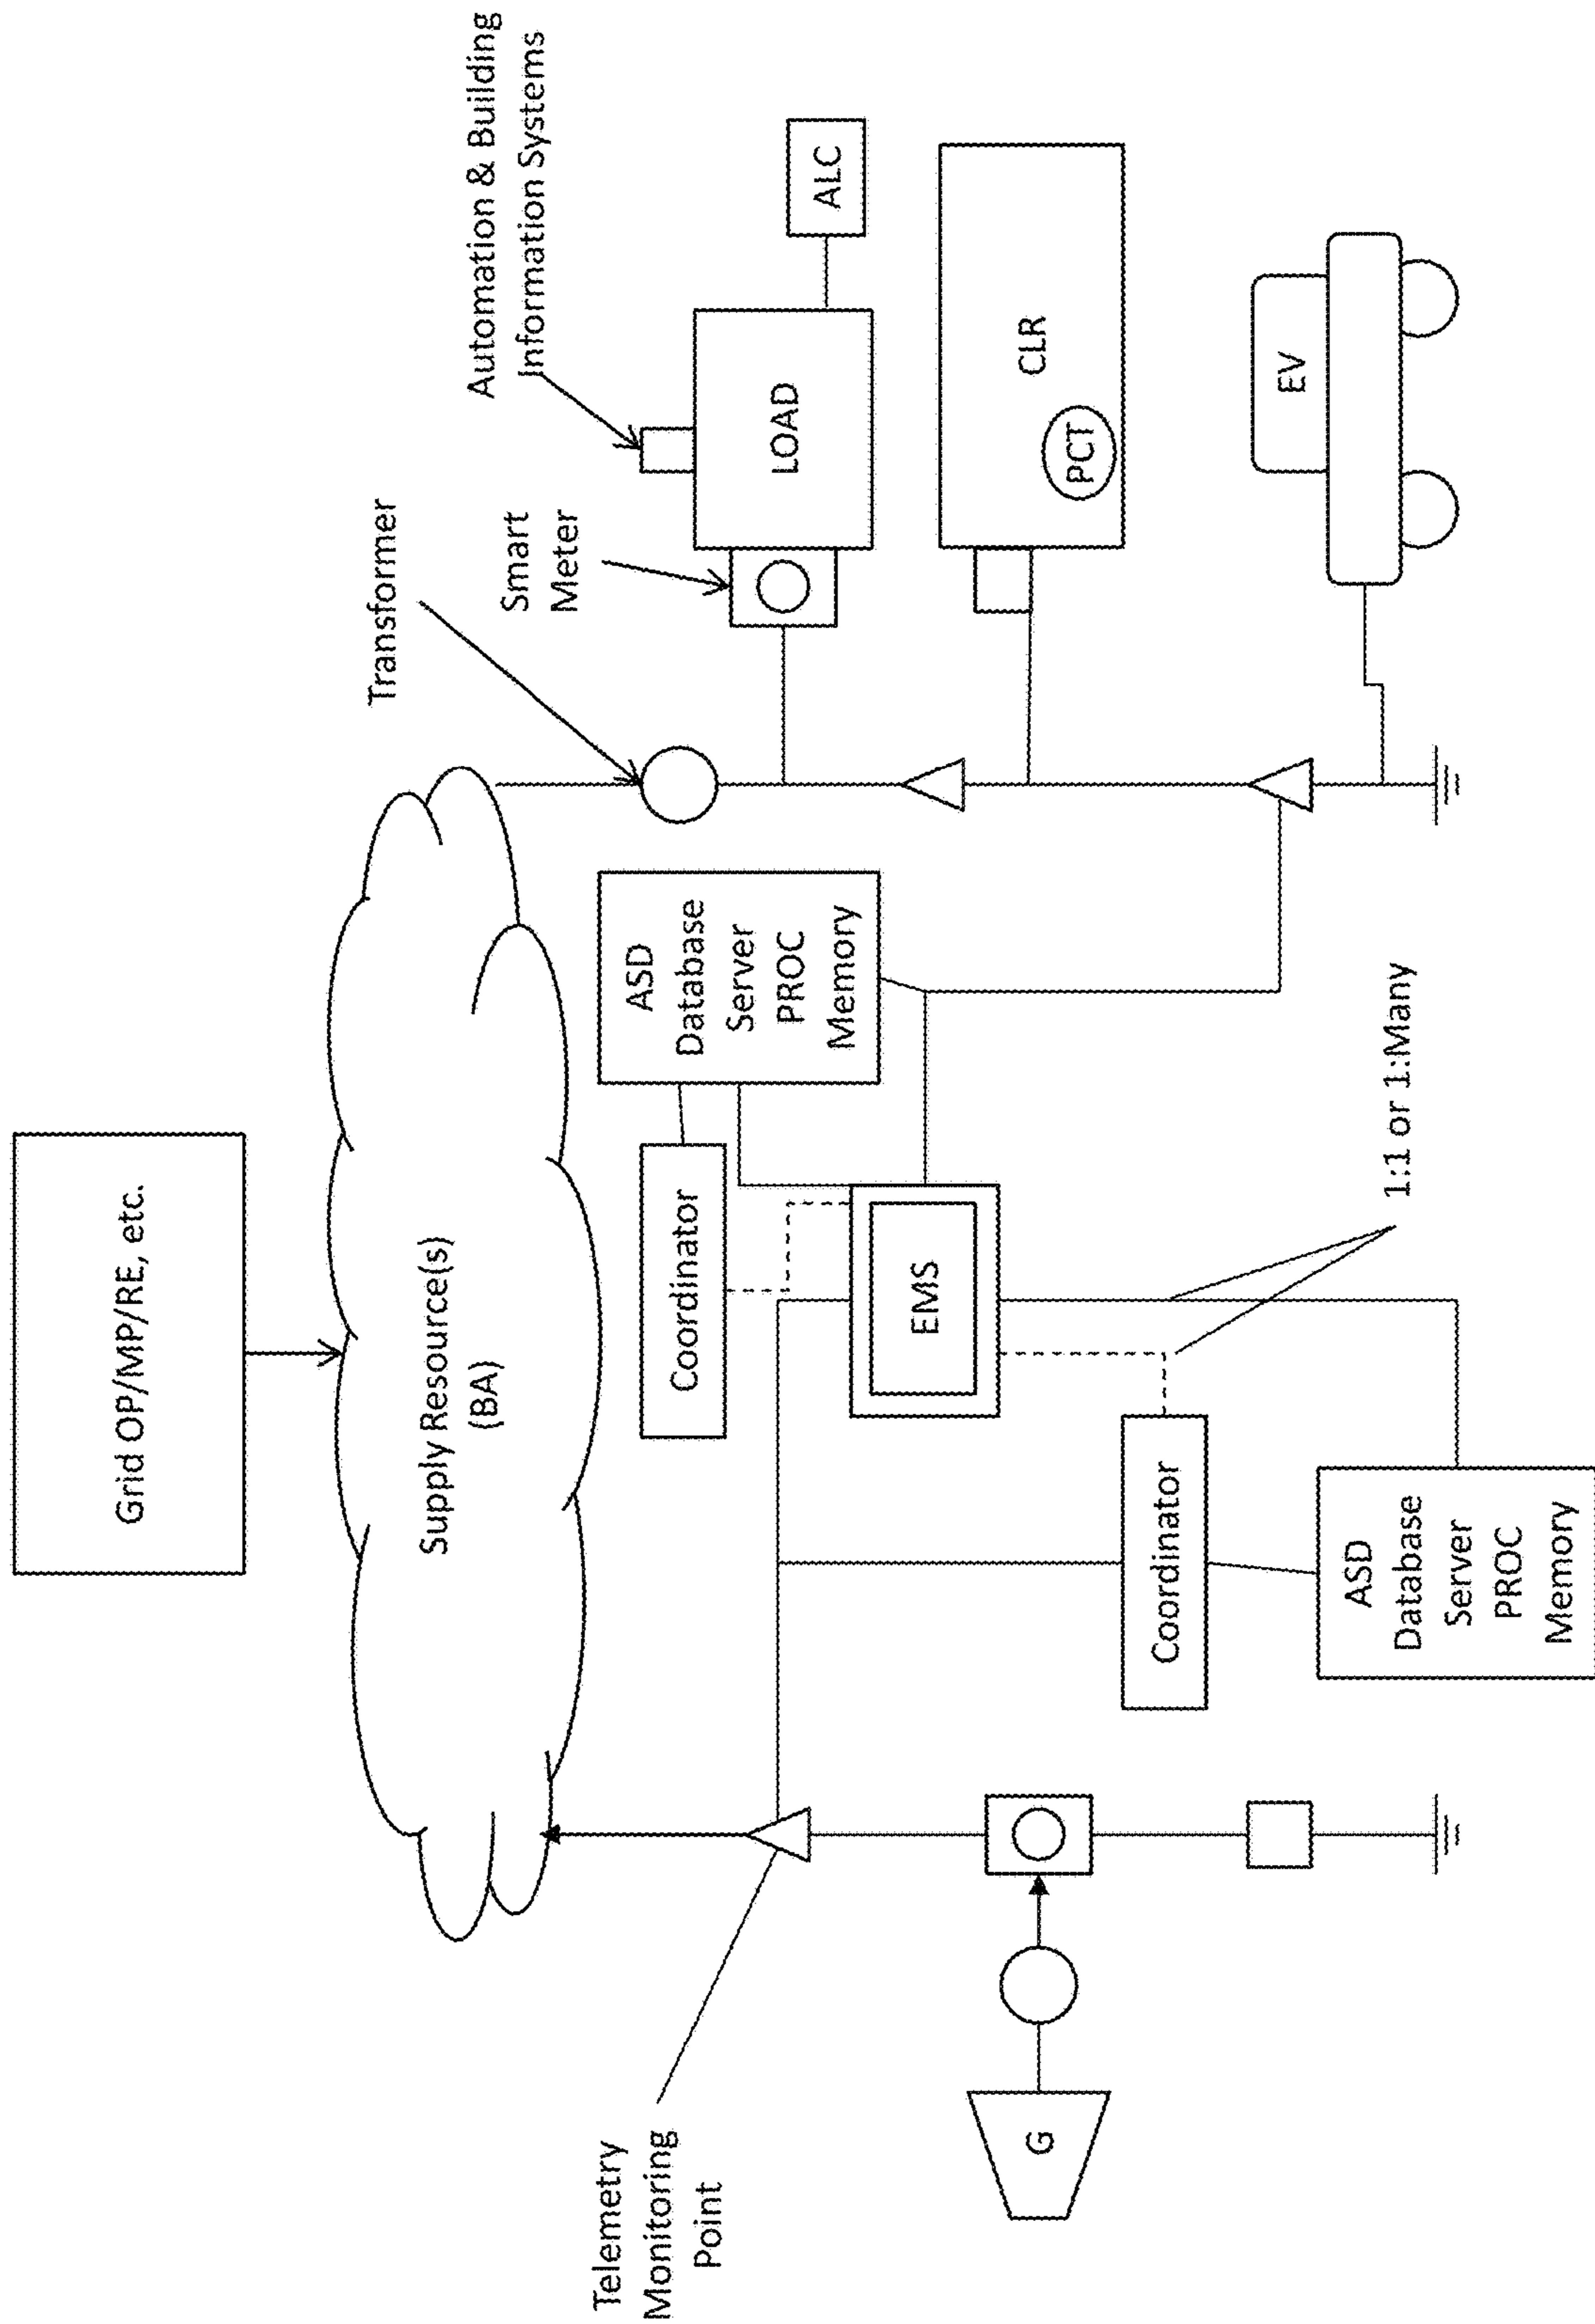 Grid OP/MP/RE, etc.
Supply Resource(s)
(BA)
Telemetry
Monitoring
Point
G
Coordinator
ASD
Database
Server
PROC
Memory
EMS
Coordinator
ASD
Database
Server
PROC
Memory
1:1 or 1:Many
Transformer
Smart
Meter
Automation & Building
Information Systems
LOAD
ALC
CLR
PCT
EV